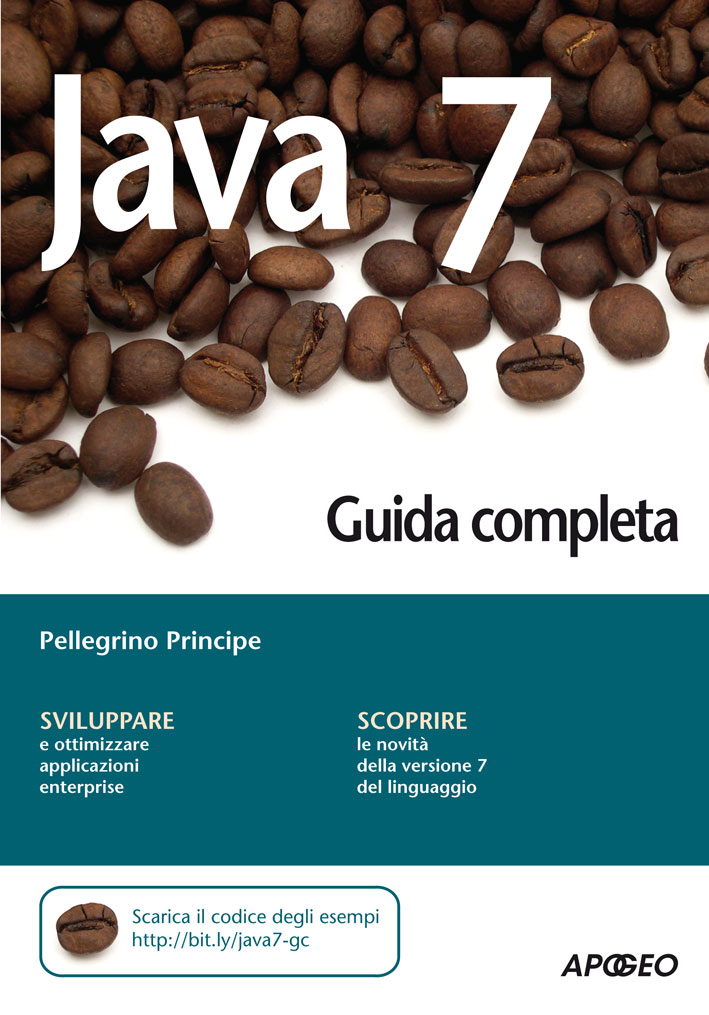 Java 7
Guida completa
Pellegrino Principe
SVILUPPARE
e ottimizzare
applicazioni
enterprise
SCOPRIRE
le novità
della versione 7
del linguaggio
Scarica il codice degli esempi
http://bit.ly/java7-gc
APOGEO